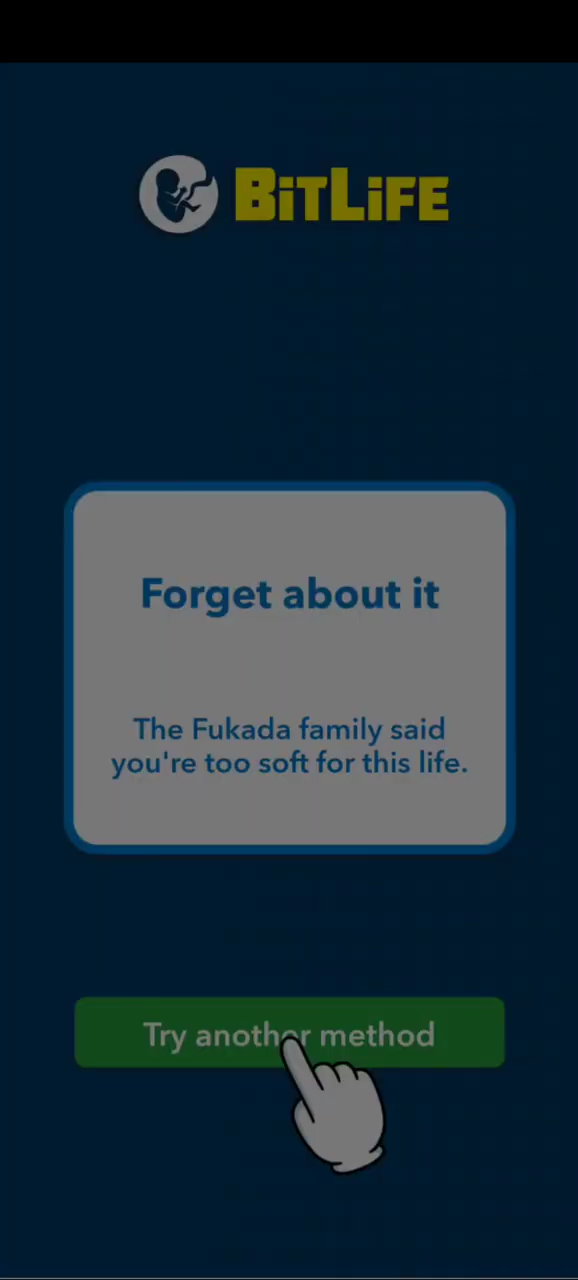 BiTLiFE
Forget about it
The Fukada family said
you're too soft for this life.
Try another method